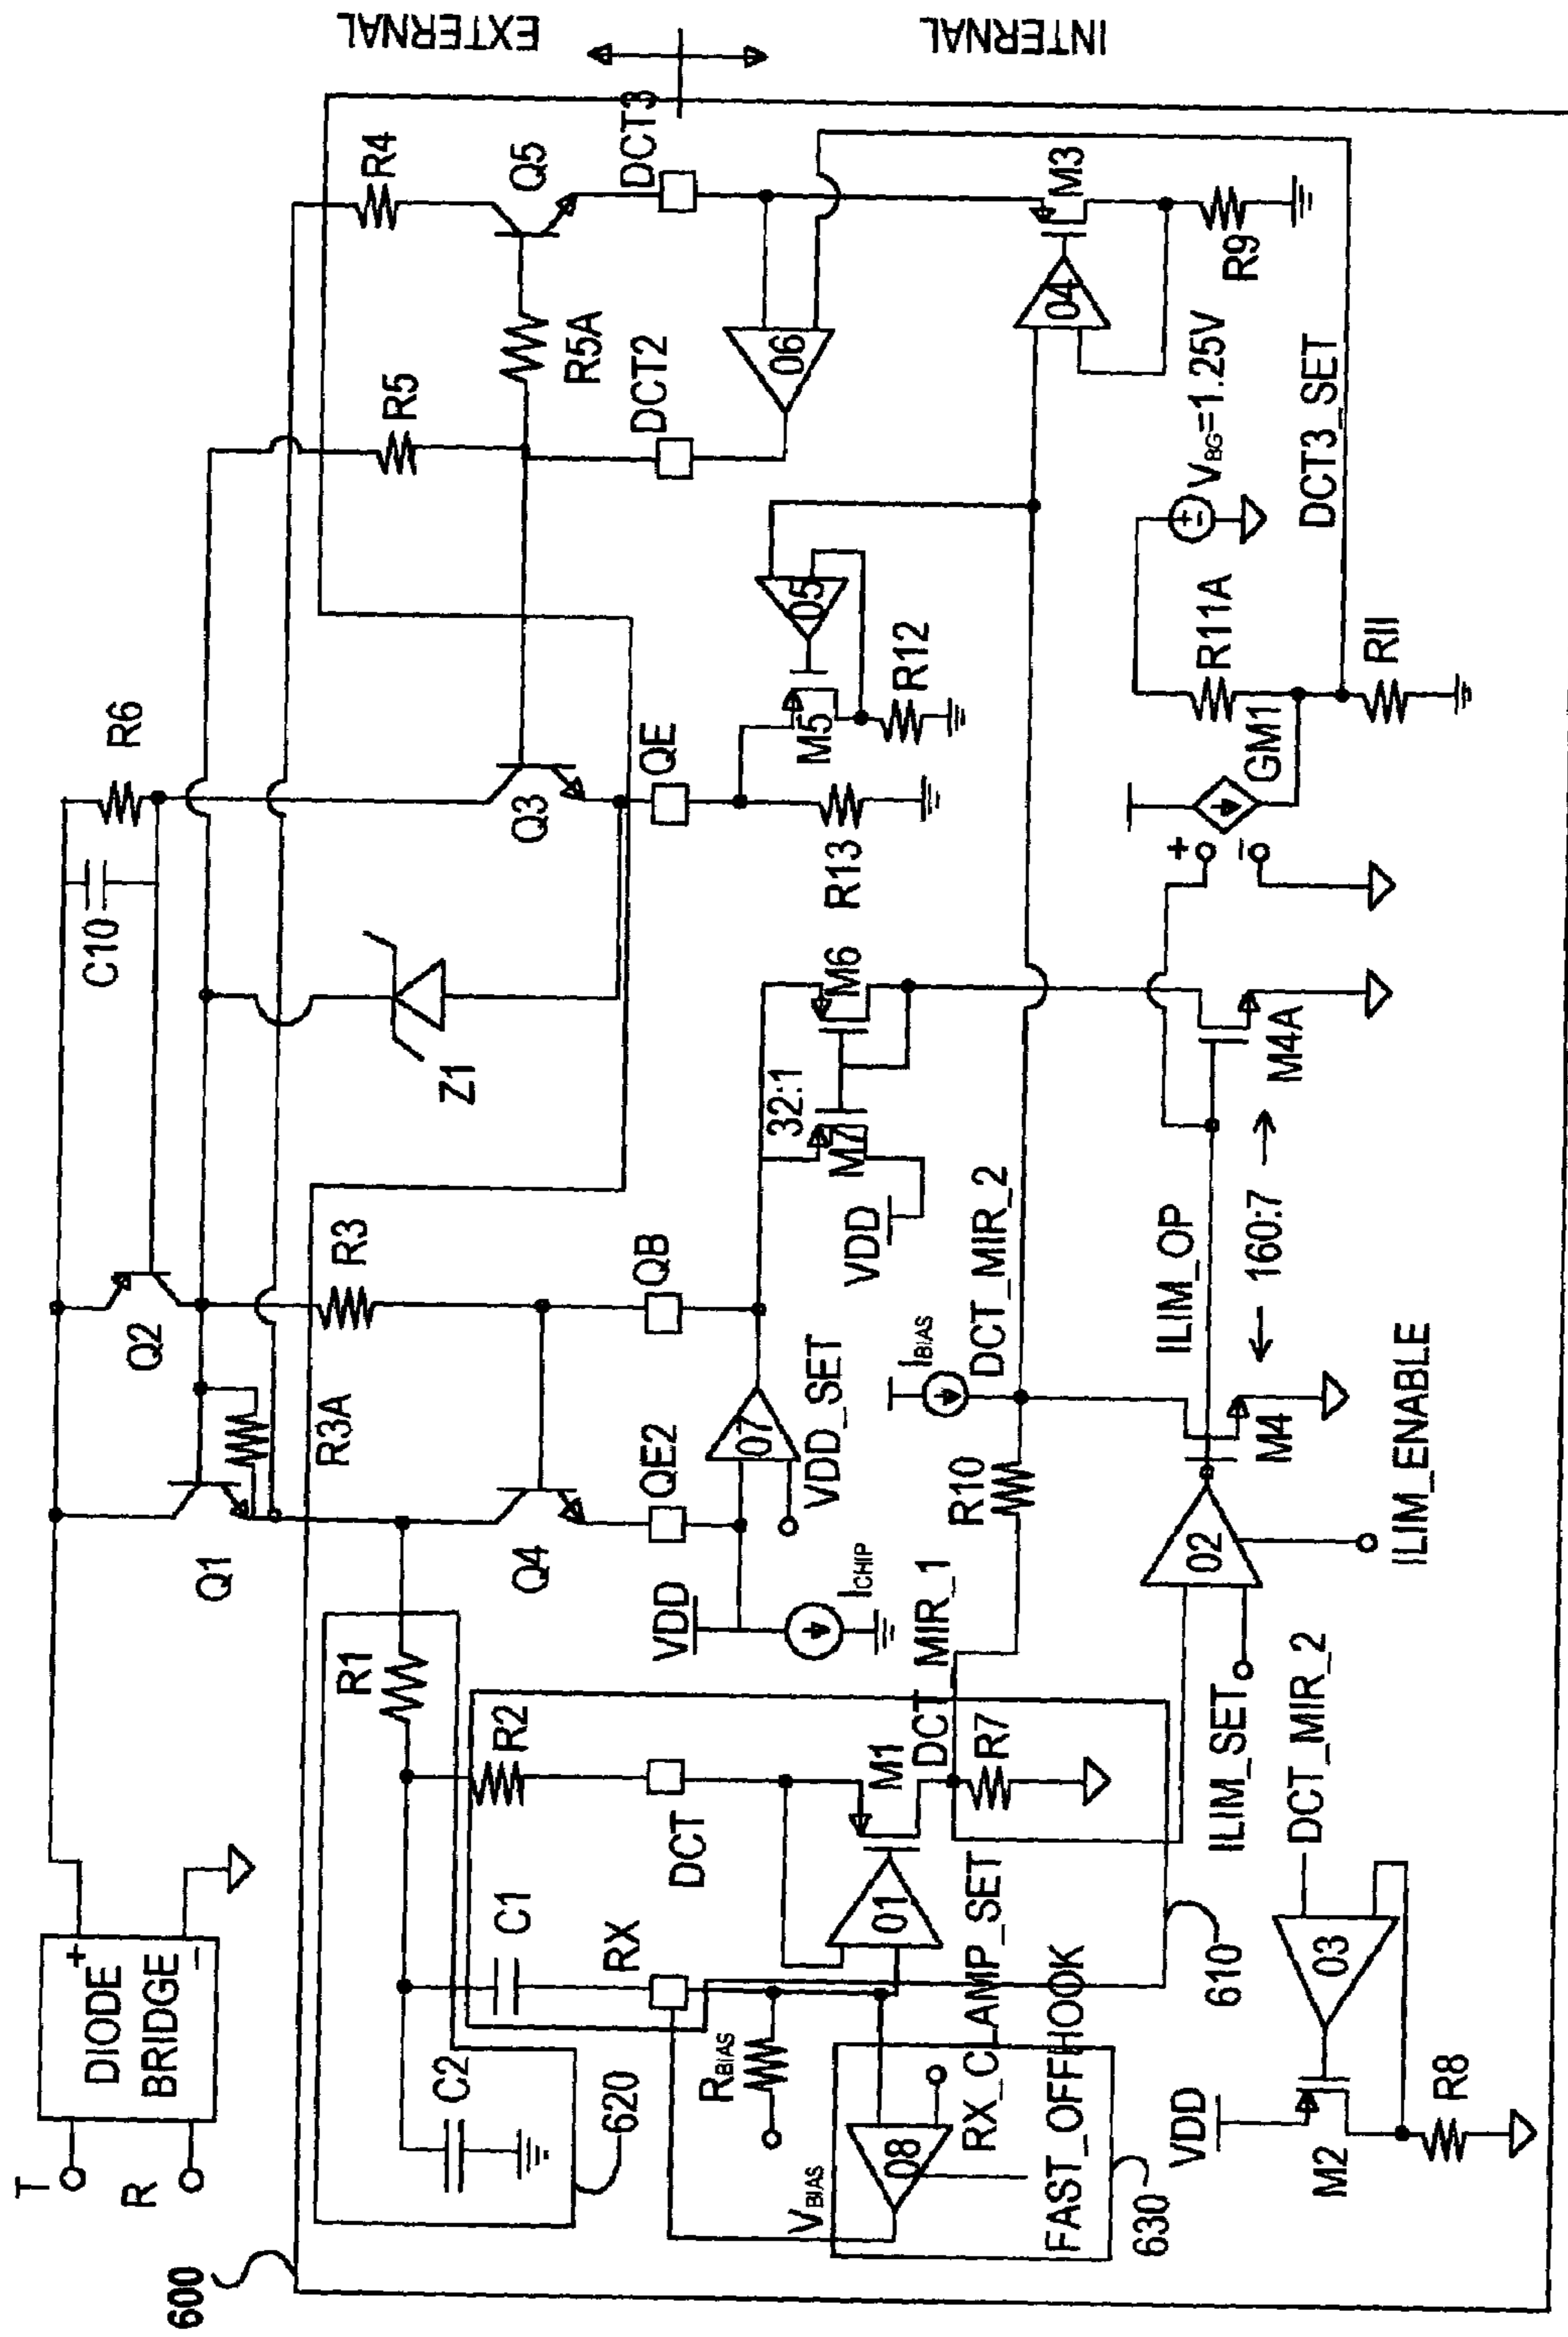 600
T
R
DIODE
BRIDGE
+
–
Q1
Q2
R3A
C10
R6
EXTERNAL
INTERNAL
R3
Z1
Q3
R5
R5A
R4
Q5
620
C2
C1
R1
R2
Q4
QE2
QB
QE
DCT2
DCT3
RX
DCT
VDD
ICHIP
07
VDD_SET
32:1
M7
M6
VDD
R13
M5
05
R12
06
RBIAS
VBIAS
08
RX_CLAMP_SET
FAST_OFFHOOK
630
01
M1
DCT_MIR_1
R7
610
R10
IBIAS
DCT_MIR_2
04
M3
R9
VDD
M2
03
DCT_MIR_2
R8
ILIM_SET
02
ILIM_ENABLE
M4
ILIM_OP
160:7
M4A
+
–
GM1
R11A
VBG=1.25V
R11
DCT3_SET